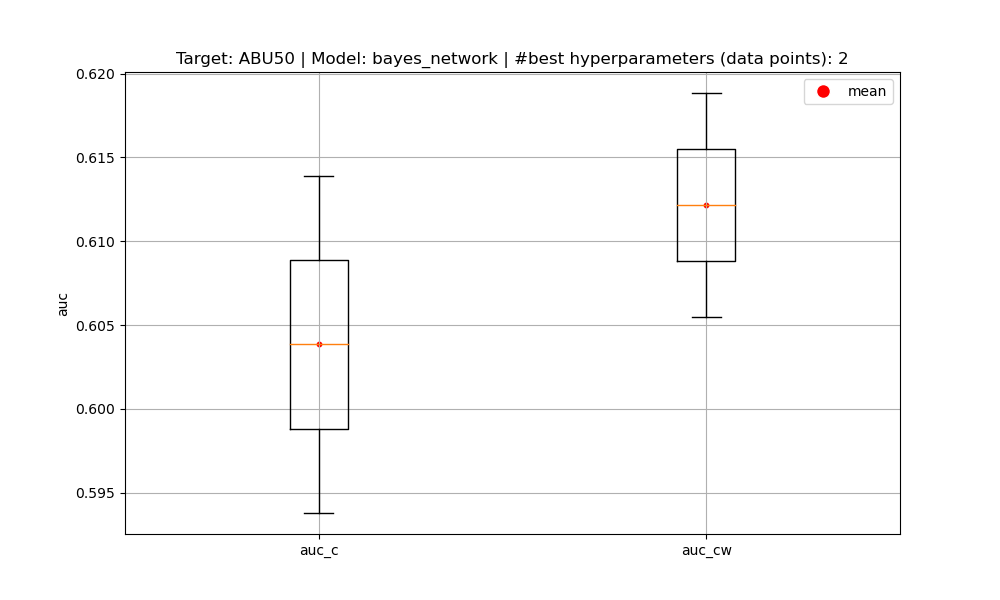 Target: ABU50 | Model: bayes_network | #best hyperparameters (data points): 2
mean
0.620
0.615
0.610
0.605
0.600
0.595
auc
auc_c
auc_cw